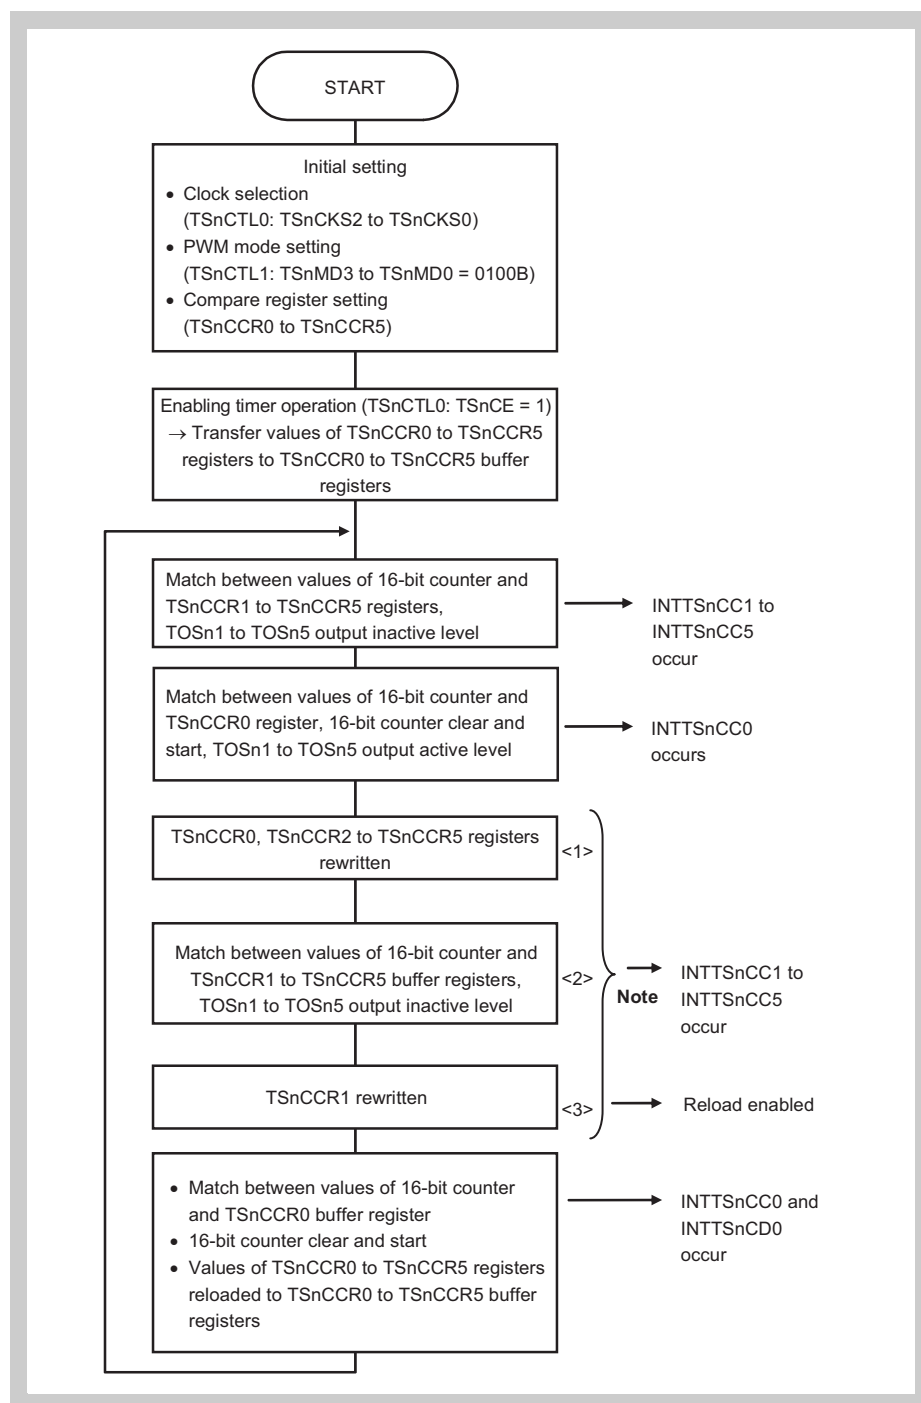 START
Initial setting
• Clock selection
(TSnCTL0: TSnCKS2 to TSnCKS0)
• PWM mode setting
(TSnCTL1: TSnMD3 to TSnMD0 = 0100B)
• Compare register setting
(TSnCCR0 to TSnCCR5)
Enabling timer operation (TSnCTL0: TSnCE = 1)
→ Transfer values of TSnCCR0 to TSnCCR5
registers to TSnCCR0 to TSnCCR5 buffer
registers
Match between values of 16-bit counter and
TSnCCR1 to TSnCCR5 registers,
TOSn1 to TOSn5 output inactive level
INTTSnCC1 to
INTTSnCC5
occur
Match between values of 16-bit counter and
TSnCCR0 register, 16-bit counter clear and
start, TOSn1 to TOSn5 output active level
INTTSnCC0
occurs
TSnCCR0, TSnCCR2 to TSnCCR5 registers
rewritten
<1>
Match between values of 16-bit counter and
TSnCCR1 to TSnCCR5 buffer registers,
TOSn1 to TOSn5 output inactive level
<2>
Note
INTTSnCC1 to
INTTSnCC5
occur
TSnCCR1 rewritten
<3>
Reload enabled
• Match between values of 16-bit counter
and TSnCCR0 buffer register
• 16-bit counter clear and start
• Values of TSnCCR0 to TSnCCR5 registers
reloaded to TSnCCR0 to TSnCCR5 buffer
registers
INTTSnCC0 and
INTTSnCD0
occur